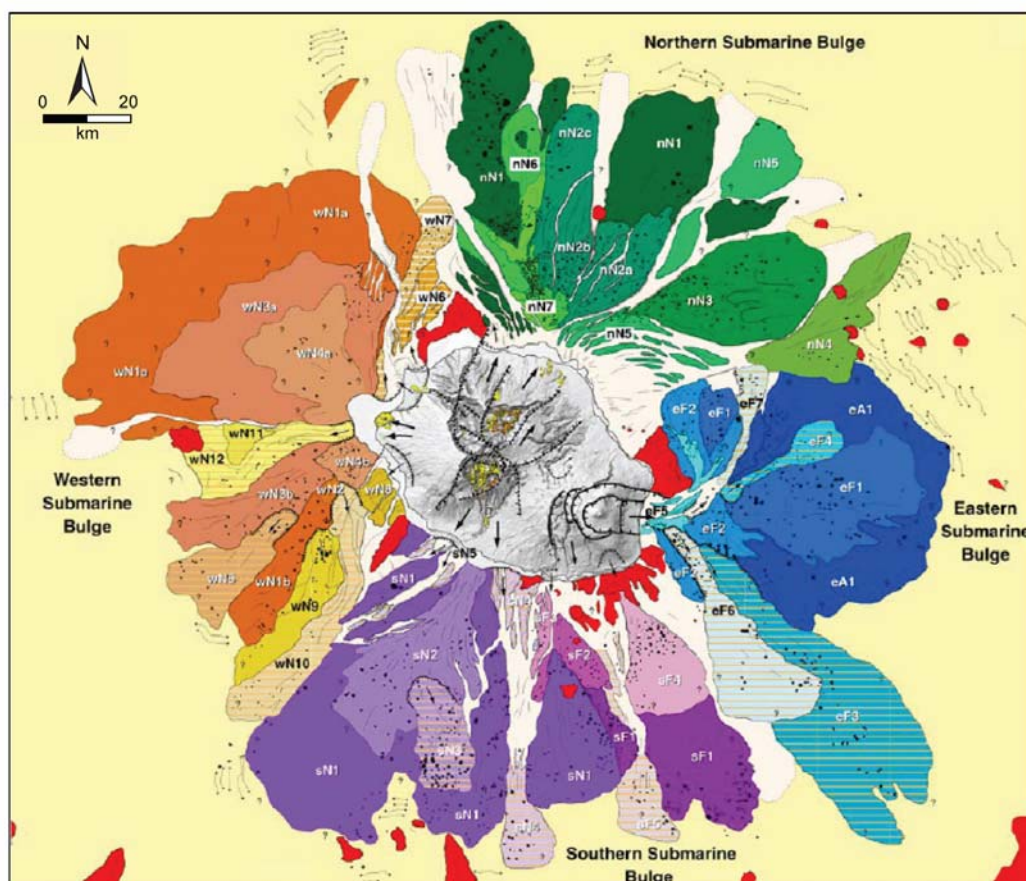 Northern Submarine Bulge
N
0 20
km
nN2c
nN1
nN6
nN1
nN5
wN1a
wN7
nN2b
nN2a
wN6
nN7
wN3a
nN3
nN5
wN4a
nN4
eF2
eF1
eF7
eA1
eF4
wN11
wN12
wN4b
eF1
Western
Submarine
Bulge
wN3b
wN2
wN8
eF5
eF2
Eastern
Submarine
Bulge
sN5
sN1
eF2
wN1b
eA1
wN9
eF6
sF2
sN2
wN10
sF4
eF3
sN3
sF1
sF1
sN1
sN1
sN1
sN4
sF5
Southern Submarine
Bulge